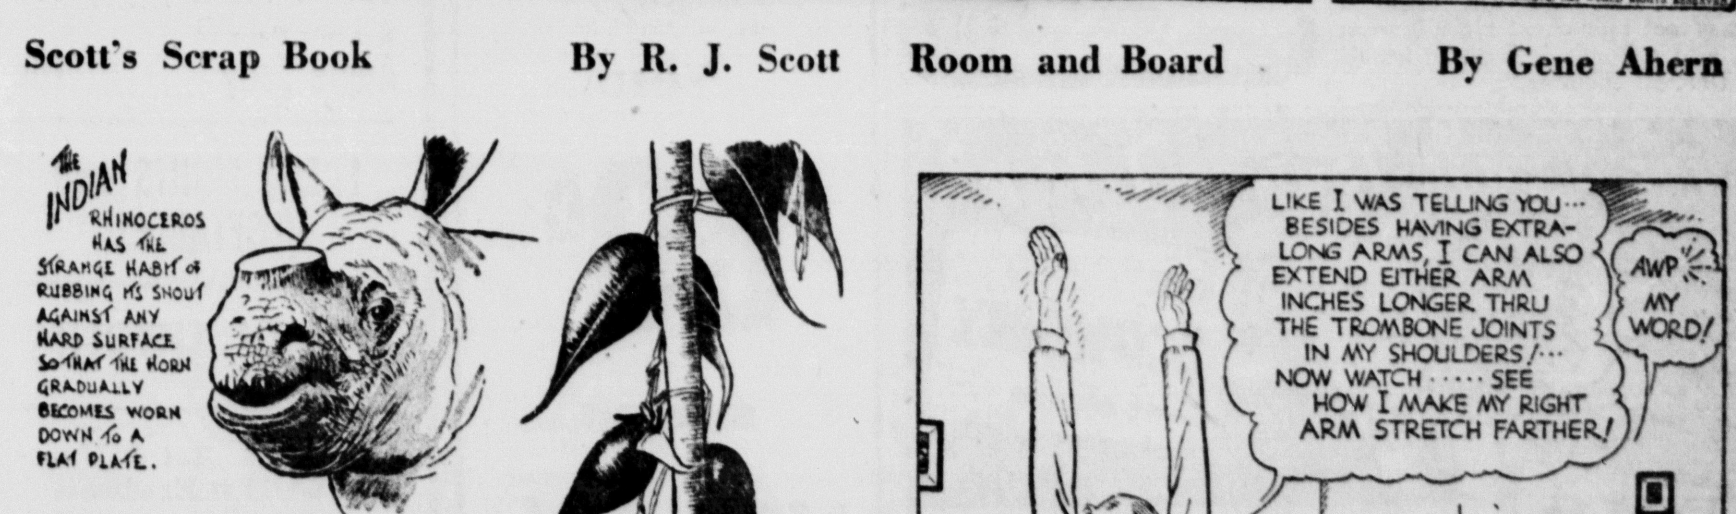 Scott's Scrap Book
By R. J. Scott
THE
INDIAN
RHINOCEROS
HAS THE
STRANGE HABIT OF
RUBBING ITS SNOUT
AGAINST ANY
HARD SURFACE
SO THAT THE HORN
GRADUALLY
BECOMES WORN
DOWN TO A
FLAT PLATE.
Room and Board
By Gene Ahern
LIKE I WAS TELLING YOU...
BESIDES HAVING EXTRA-
LONG ARMS, I CAN ALSO
EXTEND EITHER ARM
INCHES LONGER THRU
THE TROMBONE JOINTS
IN MY SHOULDERS!...
NOW WATCH ..... SEE
HOW I MAKE MY RIGHT
ARM STRETCH FARTHER!
AWP
MY
WORD!